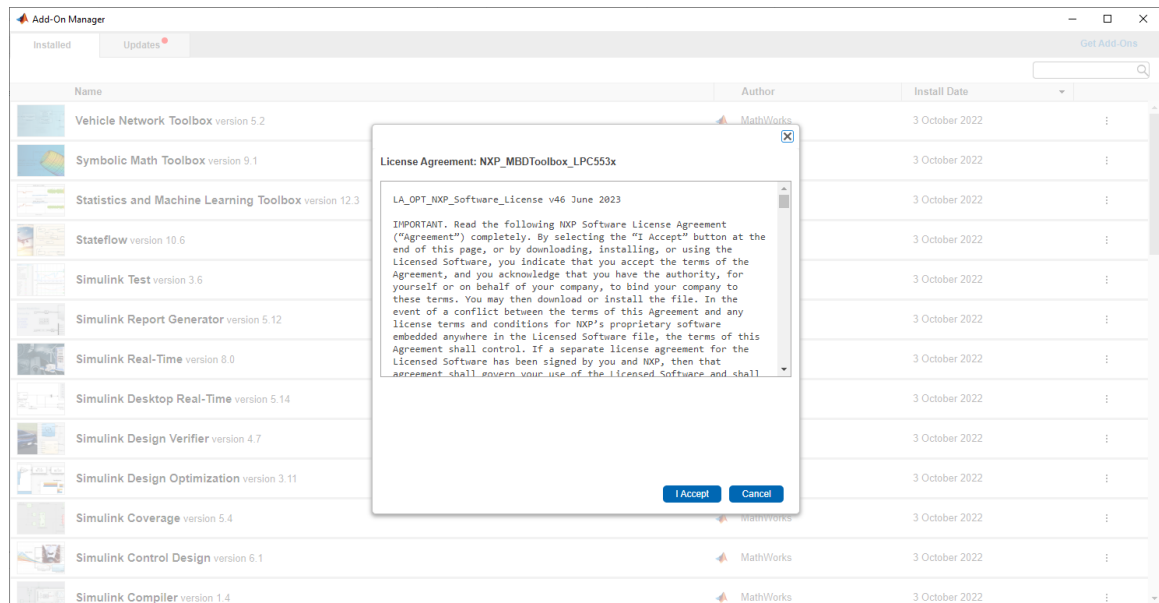 Add-On Manager
Installed
Updates
Get Add-Ons
Name
Author
Install Date
Vehicle Network Toolbox version 5.2
MathWorks
3 October 2022
License Agreement: NXP_MBDToolbox_LPC553x
LA_OPT_NXP_Software_License v46 June 2023
IMPORTANT. Read the following NXP Software License Agreement
("Agreement") completely. By selecting the "I Accept" button at the
end of this page, or by downloading, installing, or using the
Licensed Software, you indicate that you accept the terms of the
Agreement, and you acknowledge that you have the authority, for
yourself or on behalf of your company, to bind your company to
these terms. You may then download or install the file. In the
event of a conflict between the terms of this Agreement and any
license terms and conditions for NXP's proprietary software
embedded anywhere in the Licensed Software file, the terms of this
Agreement shall control. If a separate license agreement for the
Licensed Software has been signed by you and NXP, then that
agreement shall govern your use of the Licensed Software and shall
I Accept
Cancel
Symbolic Math Toolbox version 9.1
3 October 2022
Statistics and Machine Learning Toolbox version 12.3
3 October 2022
Stateflow version 10.6
3 October 2022
Simulink Test version 3.6
3 October 2022
Simulink Report Generator version 5.12
3 October 2022
Simulink Real-Time version 8.0
3 October 2022
Simulink Desktop Real-Time version 5.14
3 October 2022
Simulink Design Verifier version 4.7
3 October 2022
Simulink Design Optimization version 3.11
3 October 2022
Simulink Coverage version 5.4
MathWorks
3 October 2022
Simulink Control Design version 6.1
MathWorks
3 October 2022
Simulink Compiler version 1.4
MathWorks
3 October 2022